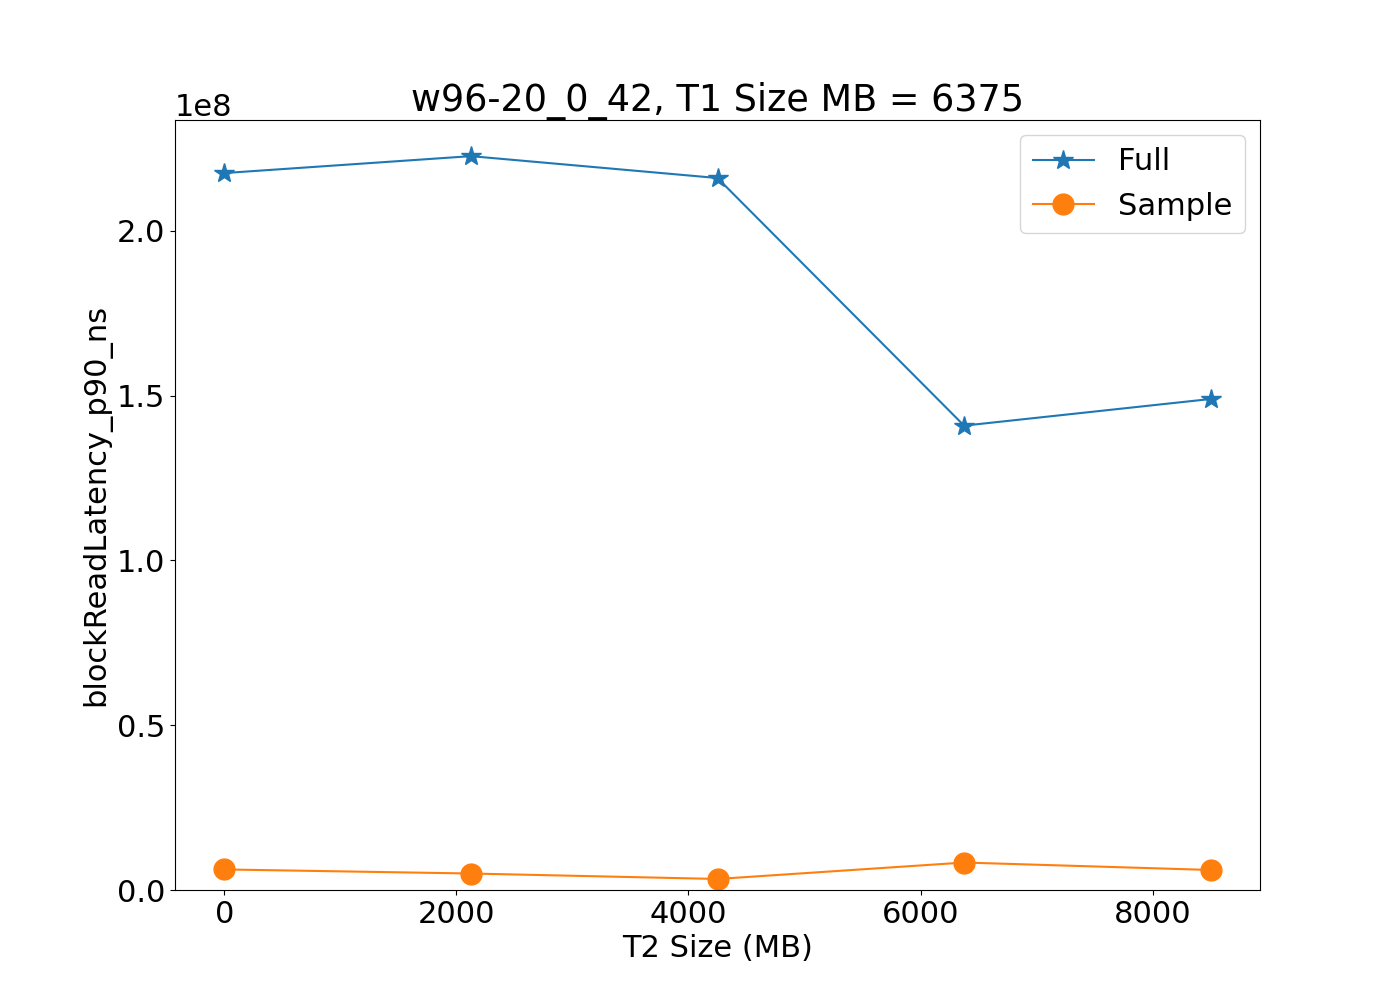 w96-20_0_42, T1 Size MB = 6375
1e8
Full
Sample
2.0
1.5
1.0
0.5
0.0
blockReadLatency_p90_ns
0 2000 4000 6000 8000
T2 Size (MB)